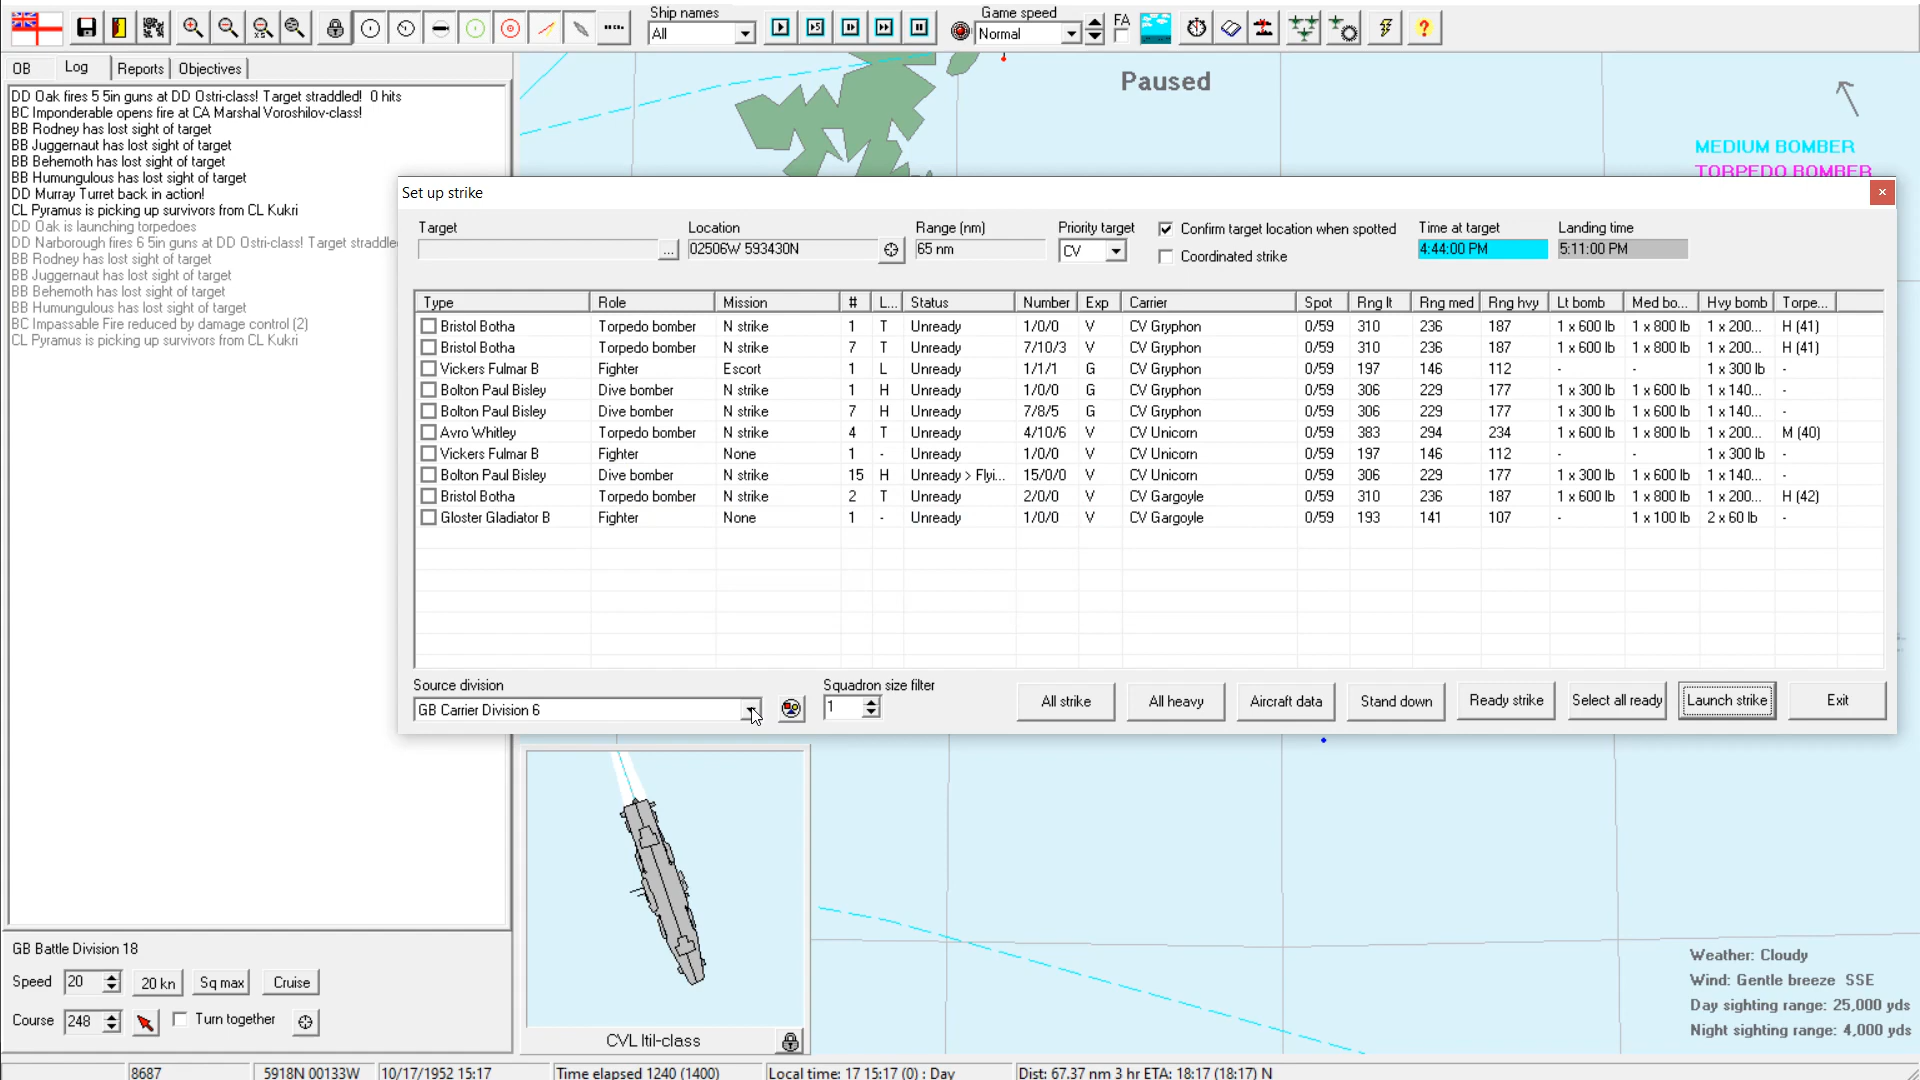 Ship names
All
Game speed
Normal
FA
OB Log Reports Objectives
DD Oak fires 5 5in guns at DD Ostri-class! Target straddled! 0 hits
BC Imponderable opens fire at CA Marshal Voroshilov-class!
BB Rodney has lost sight of target
BB Juggernaut has lost sight of target
BB Behemoth has lost sight of target
BB Humungulous has lost sight of target
DD Murray Turret back in action!
CL Pyramus is picking up survivors from CL Kukri
DD Oak is launching torpedoes
DD Narborough fires 6 5in guns at DD Ostri-class! Target straddle
BB Rodney has lost sight of target
BB Juggernaut has lost sight of target
BB Behemoth has lost sight of target
BB Humungulous has lost sight of target
BC Impassable Fire reduced by damage control (2)
CL Pyramus is picking up survivors from CL Kukri
Paused
MEDIUM BOMBER
TORPEDO BOMBER
Set up strike
Target Location Range (nm) Priority target Confirm target location when spotted Time at target Landing time
... 02506W 593430N 65 nm CV Coordinated strike 4:44:00 PM 5:11:00 PM
Type Role Mission # L... Status Number Exp Carrier Spot Rng lt Rng med Rng hvy Lt bomb Med bo... Hvy bomb Torpe...
Bristol Botha Torpedo bomber N strike 1 T Unready 1/0/0 V CV Gryphon 0/59 310 236 187 1 x 600 lb 1 x 800 lb 1 x 200... H (41)
Bristol Botha Torpedo bomber N strike 7 T Unready 7/10/3 V CV Gryphon 0/59 310 236 187 1 x 600 lb 1 x 800 lb 1 x 200... H (41)
Vickers Fulmar B Fighter Escort 1 L Unready 1/1/1 G CV Gryphon 0/59 197 146 112 - - 1 x 300 lb -
Bolton Paul Bisley Dive bomber N strike 1 H Unready 1/0/0 G CV Gryphon 0/59 306 229 177 1 x 300 lb 1 x 600 lb 1 x 140... -
Bolton Paul Bisley Dive bomber N strike 7 H Unready 7/8/5 G CV Gryphon 0/59 306 229 177 1 x 300 lb 1 x 600 lb 1 x 140... -
Avro Whitley Torpedo bomber N strike 4 T Unready 4/10/6 V CV Unicorn 0/59 383 294 234 1 x 600 lb 1 x 800 lb 1 x 200... M (40)
Vickers Fulmar B Fighter None 1 - Unready 1/0/0 V CV Unicorn 0/59 197 146 112 - - 1 x 300 lb -
Bolton Paul Bisley Dive bomber N strike 15 H Unready > Flyi... 15/0/0 V CV Unicorn 0/59 306 229 177 1 x 300 lb 1 x 600 lb 1 x 140... -
Bristol Botha Torpedo bomber N strike 2 T Unready 2/0/0 V CV Gargoyle 0/59 310 236 187 1 x 600 lb 1 x 800 lb 1 x 200... H (42)
Gloster Gladiator B Fighter None 1 - Unready 1/0/0 V CV Gargoyle 0/59 193 141 107 - 1 x 100 lb 2 x 60 lb -
Source division Squadron size filter
GB Carrier Division 6 1 All strike All heavy Aircraft data Stand down Ready strike Select all ready Launch strike Exit
CVL Itil-class
GB Battle Division 18
Speed 20 20 kn Sq max Cruise
Course 248 Turn together
Weather: Cloudy
Wind: Gentle breeze SSE
Day sighting range: 25,000 yds
Night sighting range: 4,000 yds
8687 5918N 00133W 10/17/1952 15:17 Time elapsed 1240 (1400) Local time: 17 15:17 (0) : Day Dist: 67.37 nm 3 hr ETA: 18:17 (18:17) N